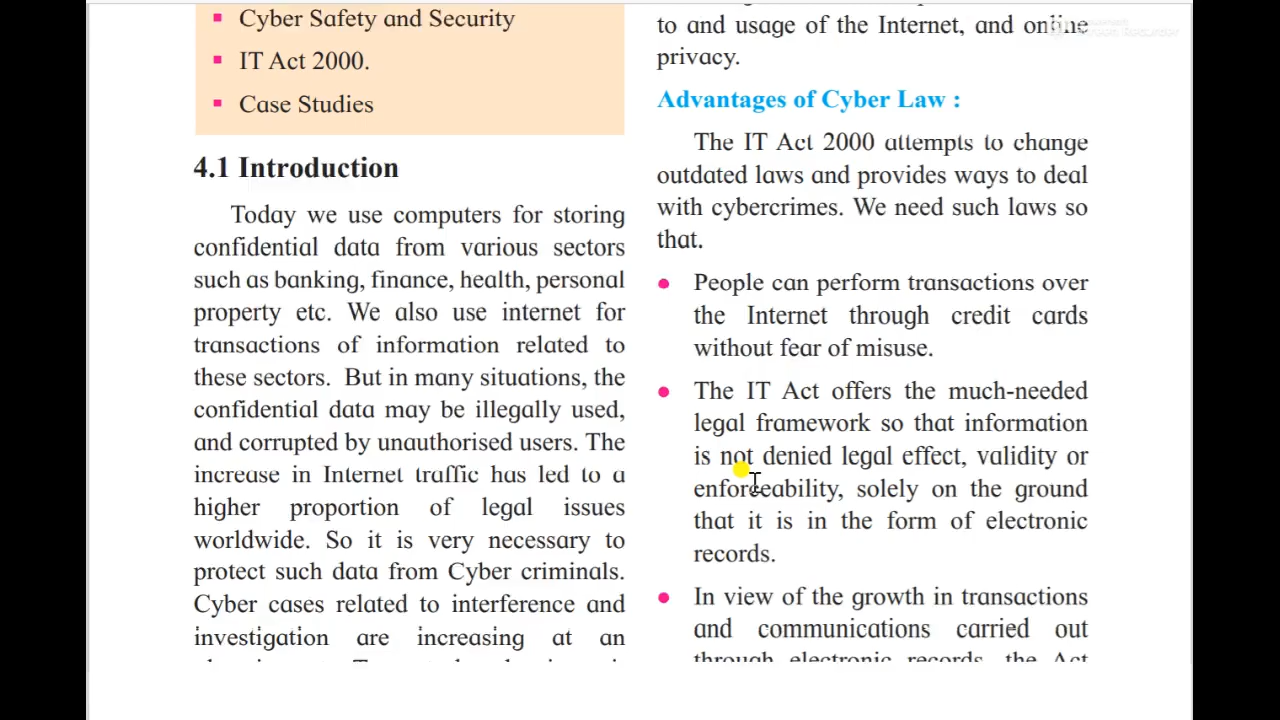 Cyber Safety and Security
IT Act 2000.
Case Studies
4.1 Introduction
Today we use computers for storing
confidential data from various sectors
such as banking, finance, health, personal
property etc. We also use internet for
transactions of information related to
these sectors. But in many situations, the
confidential data may be illegally used,
and corrupted by unauthorised users. The
increase in Internet traffic has led to a
higher proportion of legal issues
worldwide. So it is very necessary to
protect such data from Cyber criminals.
Cyber cases related to interference and
investigation are increasing at an
to and usage of the Internet, and online
privacy.
Advantages of Cyber Law :
The IT Act 2000 attempts to change
outdated laws and provides ways to deal
with cybercrimes. We need such laws so
that.
People can perform transactions over
the Internet through credit cards
without fear of misuse.
The IT Act offers the much-needed
legal framework so that information
is not denied legal effect, validity or
enforceability, solely on the ground
that it is in the form of electronic
records.
In view of the growth in transactions
and communications carried out
through electronic records, the Act